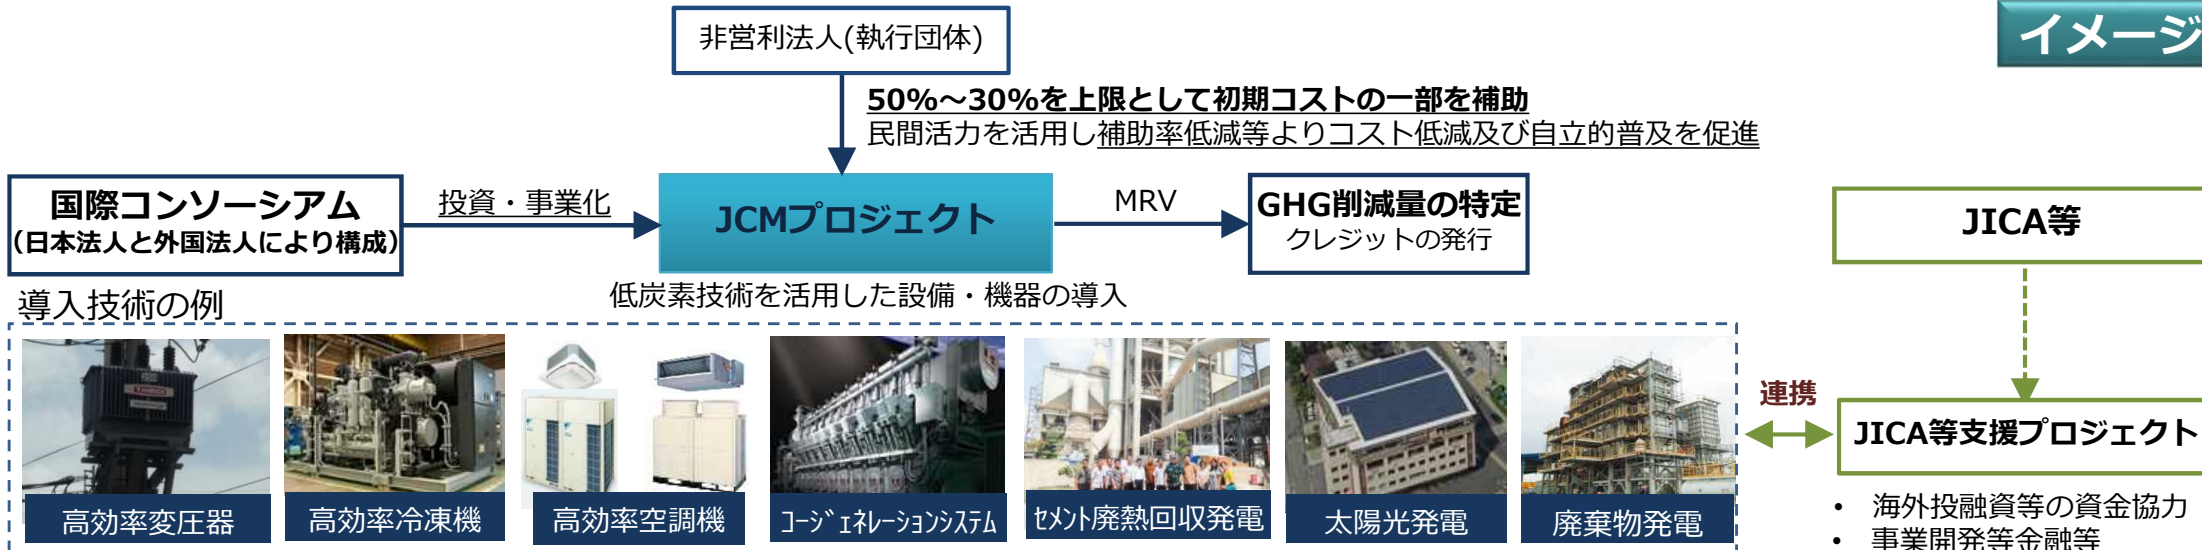 イメージ
非営利法人(執行団体)
50%～30%を上限として初期コストの一部を補助
民間活力を活用し補助率低減等よりコスト低減及び自立的普及を促進
国際コンソーシアム
（日本法人と外国法人により構成）
投資・事業化
JCMプロジェクト
MRV
GHG削減量の特定
クレジットの発行
JICA等
低炭素技術を活用した設備・機器の導入
導入技術の例
高効率変圧器
高効率冷凍機
高効率空調機
ｺｰｼﾞｪﾈﾚｰｼｮﾝｼｽﾃﾑ
ｾﾒﾝﾄ廃熱回収発電
太陽光発電
廃棄物発電
連携
JICA等支援プロジェクト
• 海外投融資等の資金協力
• 事業開発等金融等